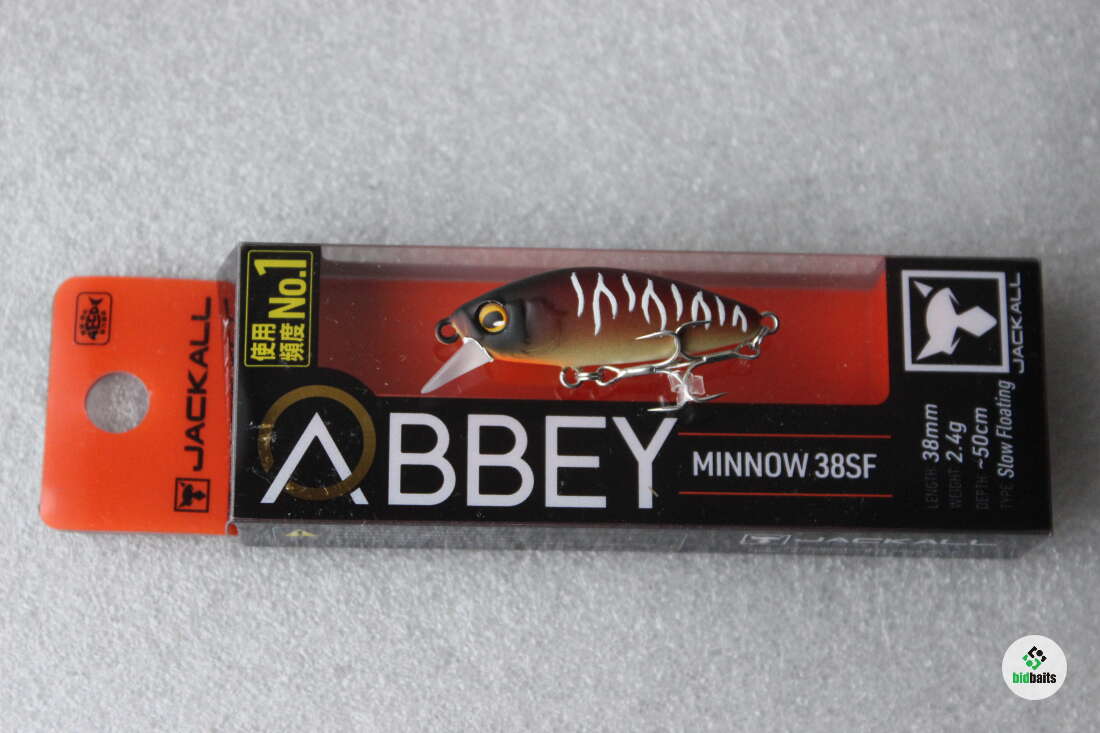 JACKALL
使用
頻度
No.1
ABBEY
MINNOW 38SF
LENGTH 38mm
WEIGHT 2.4g
DEPTH ~50cm
TYPE Slow Floating
JACKALL
JACKALL
bidbaits